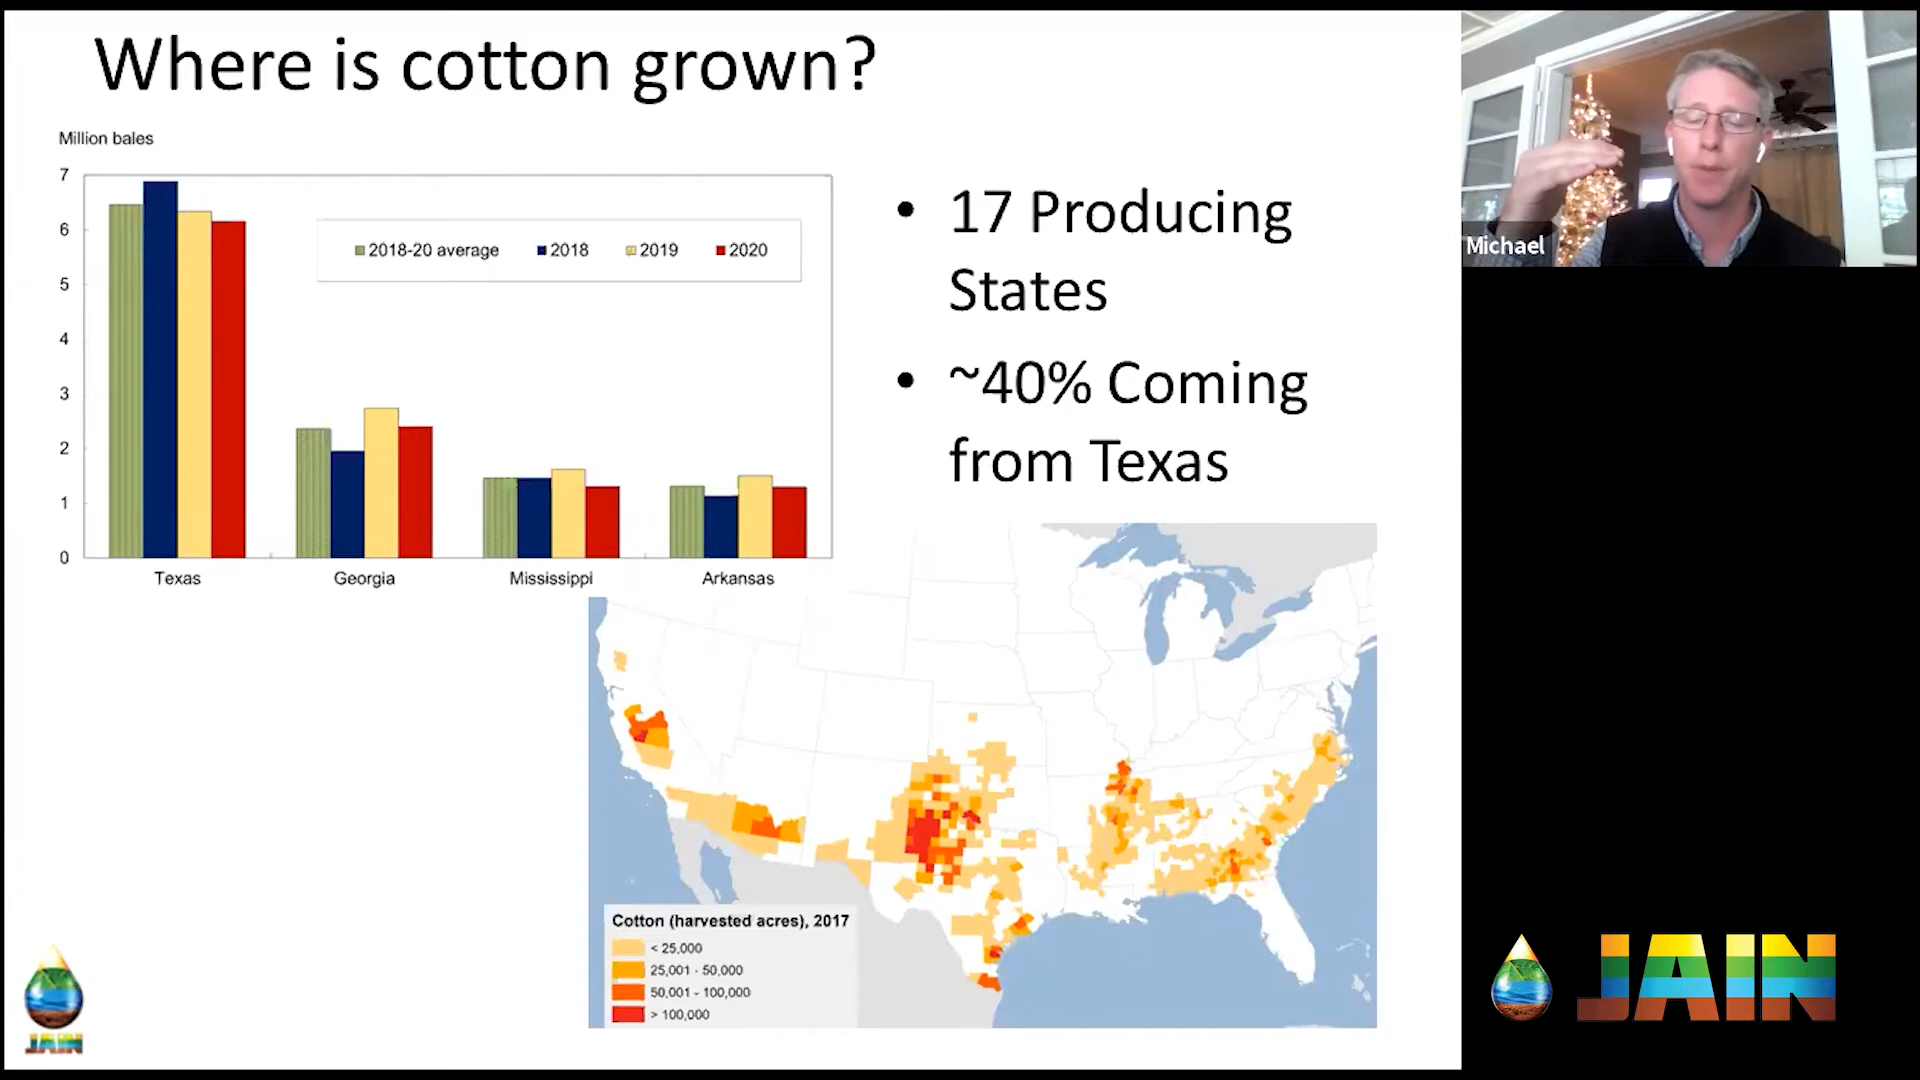 Where is cotton grown?
Million bales
7
6
5
4
3
2
1
0
2018-20 average 2018 2019 2020
Texas Georgia Mississippi Arkansas
• 17 Producing
States
• ~40% Coming
from Texas
Cotton (harvested acres), 2017
< 25,000
25,001 - 50,000
50,001 - 100,000
> 100,000
JAIN
Michael
JAIN